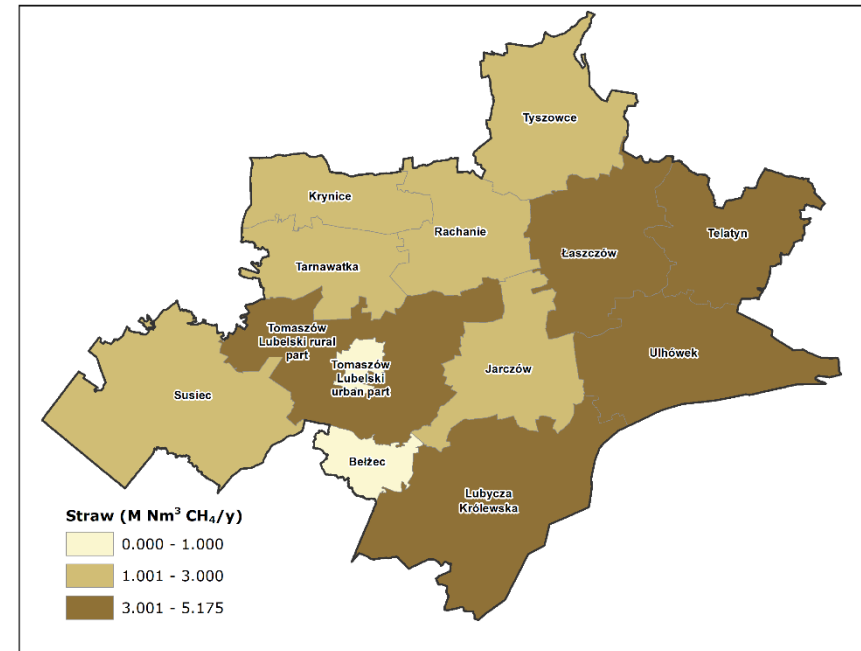 Tyszowce
Krynice
Rachanie
Telatyn
Łaszczów
Tarnawatka
Tomaszów
Lubelski rural
part
Tomaszów
Lubelski
urban part
Ulhówek
Jarczów
Susiec
Bełżec
Lubycza
Królewska
Straw (M Nm³ CH₄/y)
0.000 - 1.000
1.001 - 3.000
3.001 - 5.175